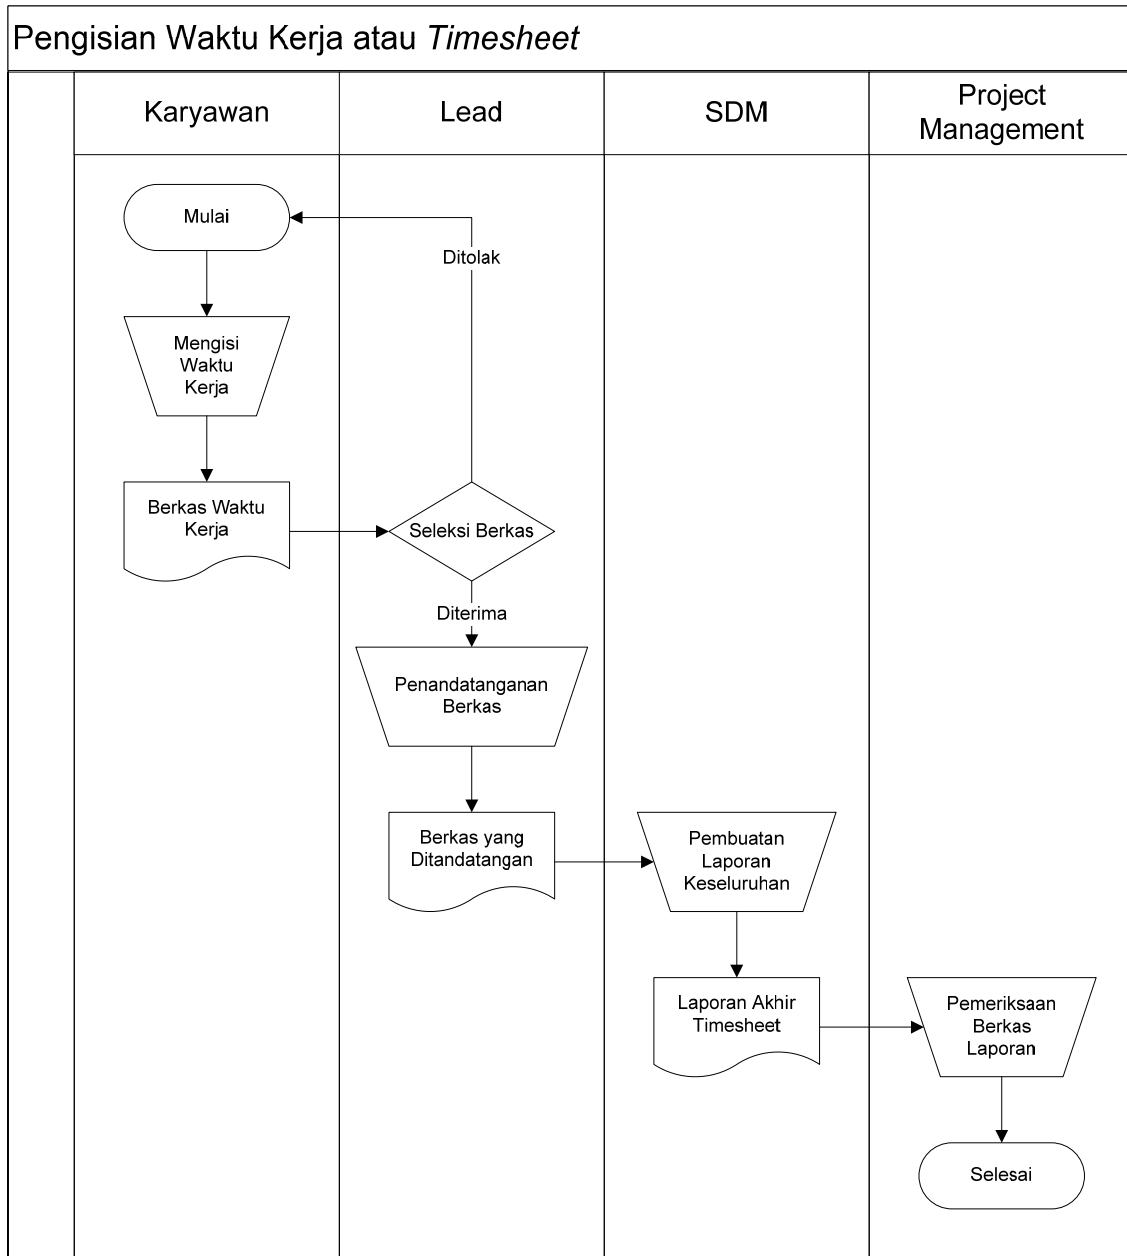 Pengisian Waktu Kerja atau Timesheet
Karyawan
Lead
SDM
Project
Management
Mulai
Ditolak
Mengisi
Waktu
Kerja
Berkas Waktu
Kerja
Seleksi Berkas
Diterima
Penandatanganan
Berkas
Berkas yang
Ditandatangan
Pembuatan
Laporan
Keseluruhan
Laporan Akhir
Timesheet
Pemeriksaan
Berkas
Laporan
Selesai